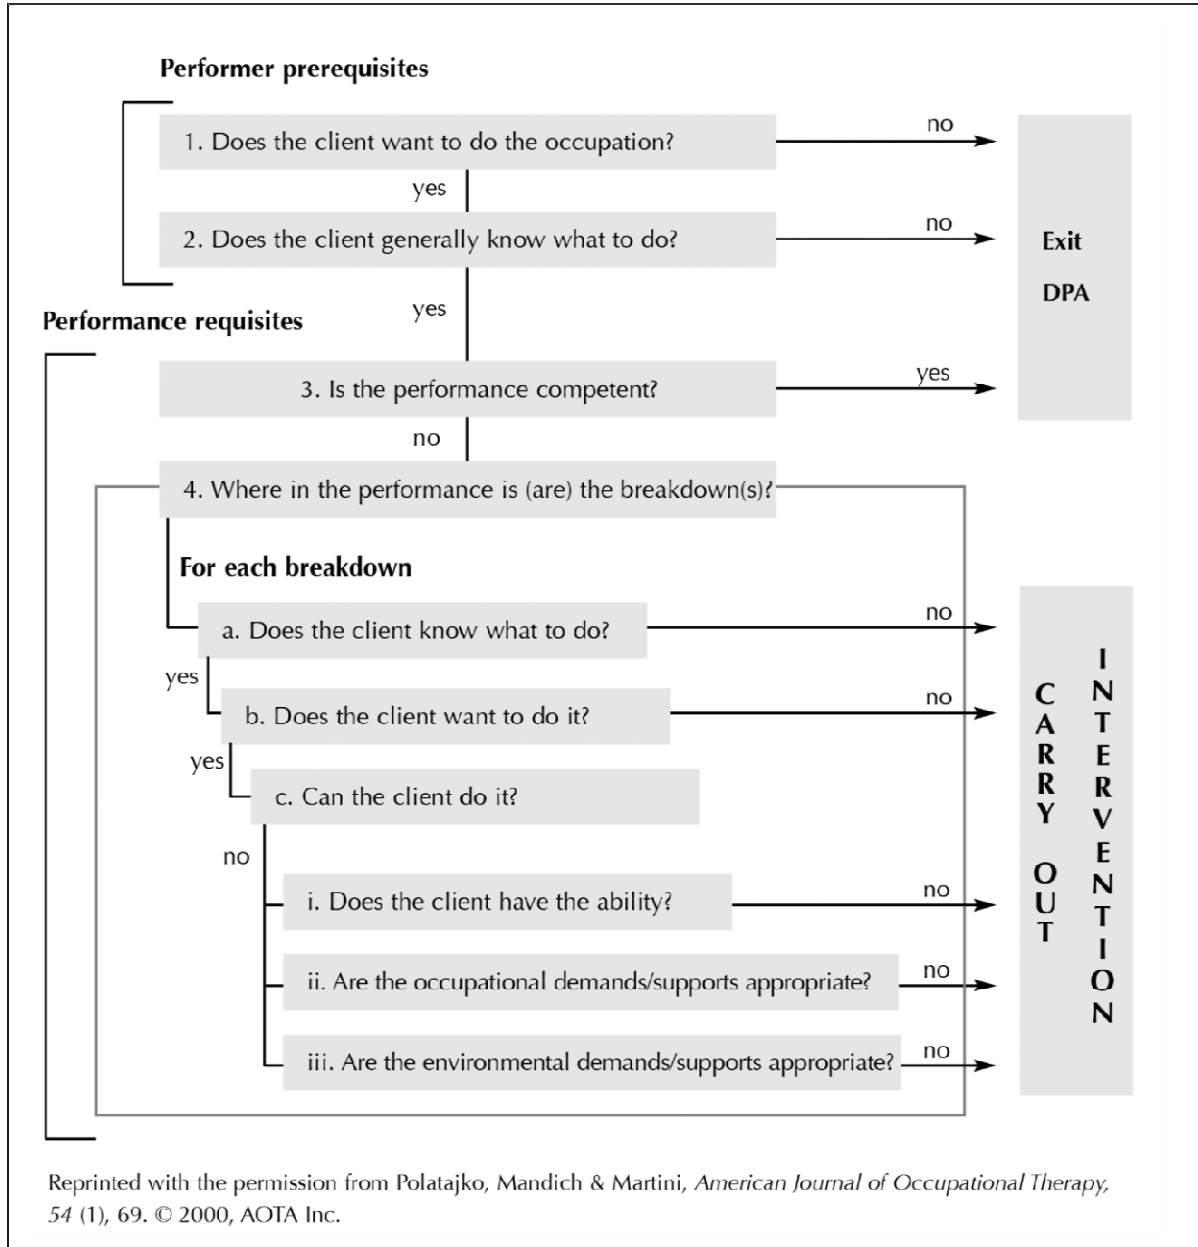 Performer prerequisites
1. Does the client want to do the occupation?
no
yes
2. Does the client generally know what to do?
no
Exit
DPA
yes
Performance requisites
3. Is the performance competent?
yes
no
4. Where in the performance is (are) the breakdown(s)?
For each breakdown
a. Does the client know what to do?
no
yes
b. Does the client want to do it?
no
yes
c. Can the client do it?
no
i. Does the client have the ability?
no
ii. Are the occupational demands/supports appropriate?
no
iii. Are the environmental demands/supports appropriate?
no
CARRY OUT
INTERVENTION
Reprinted with the permission from Polatajko, Mandich & Martini, American Journal of Occupational Therapy,
54 (1), 69. © 2000, AOTA Inc.